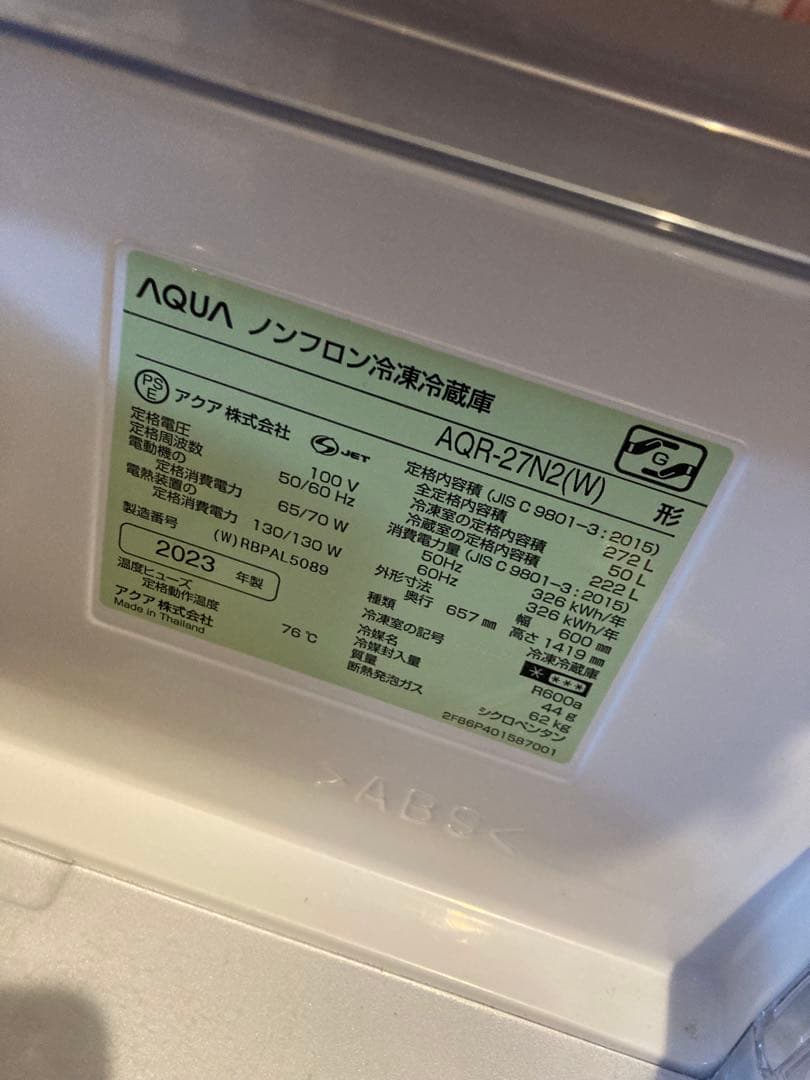 AQUA ノンフロン冷凍冷蔵庫
AQR-27N2(W) 形
G
PSE アクア株式会社 JET
定格電圧 100 V
定格周波数 50/60 Hz
電動機の
定格消費電力 65/70 W
電熱装置の
定格消費電力 130/130 W
製造番号 (W)RBPAL5089
2023 年製
温度ヒューズ
定格動作温度 76 ℃
アクア株式会社
Made in Thailand
定格内容積 (JIS C 9801-3 : 2015)
全定格内容積 272 L
冷凍室の定格内容積 50 L
冷蔵室の定格内容積 222 L
消費電力量 (JIS C 9801-3 : 2015)
50Hz 326 kWh/年
60Hz 326 kWh/年
外形寸法 幅 600 ㎜
奥行 657 ㎜ 高さ 1419 ㎜
種類 冷凍冷蔵庫
冷凍室の記号 * ***
冷媒名 R600a
冷媒封入量 44 g
質量 62 kg
断熱発泡ガス シクロペンタン
2FB6P401587001
>ABS<